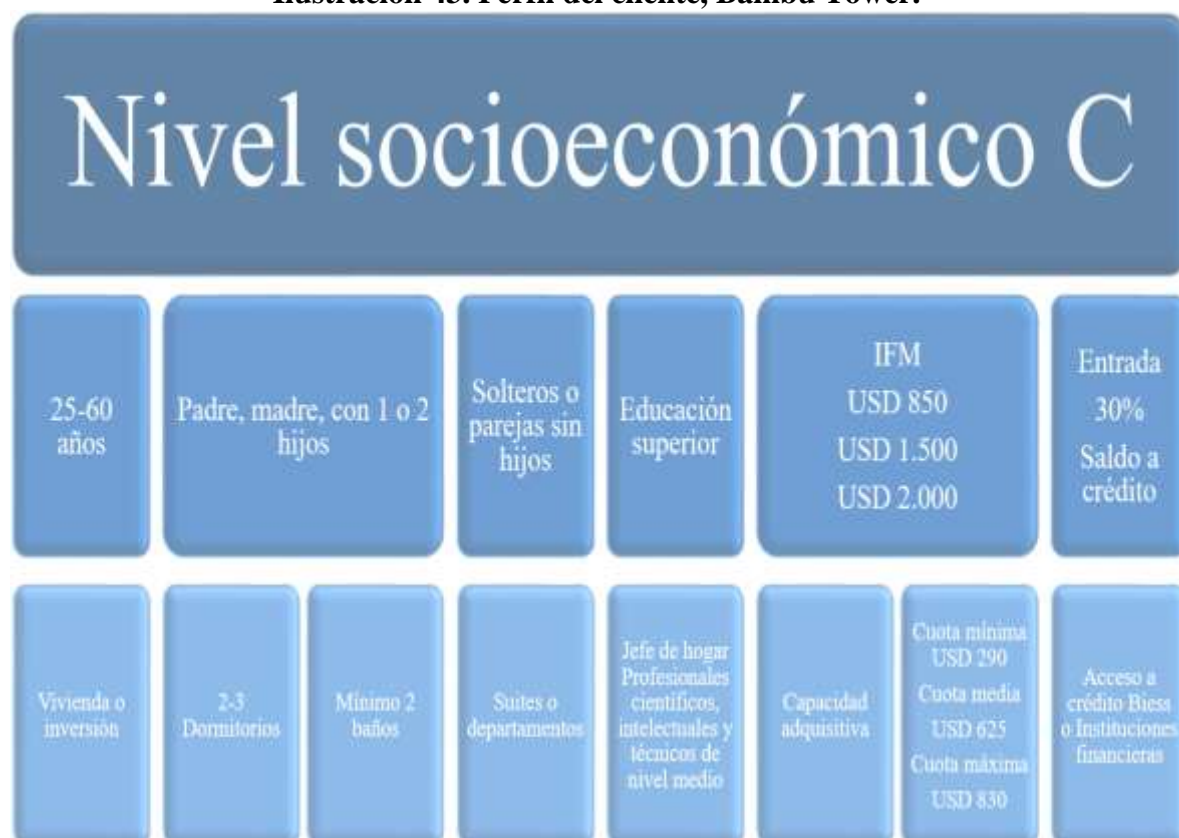 Ilustración 45. Perfil del cliente, Bambú Tower.
Nivel socioeconómico C
25-60
años
Padre, madre, con 1 o 2
hijos
Solteros o
parejas sin
hijos
Educación
superior
IFM
USD 850
USD 1.500
USD 2.000
Entrada
30%
Saldo a
crédito
Vivienda o
inversión
2-3
Dormitorios
Mínimo 2
baños
Suites o
departamentos
Jefe de hogar
Profesionales
científicos,
intelectuales y
técnicos de
nivel medio
Capacidad
adquisitiva
Cuota mínima
USD 290
Cuota media
USD 625
Cuota máxima
USD 830
Acceso a
crédito Biess
o Instituciones
financieras